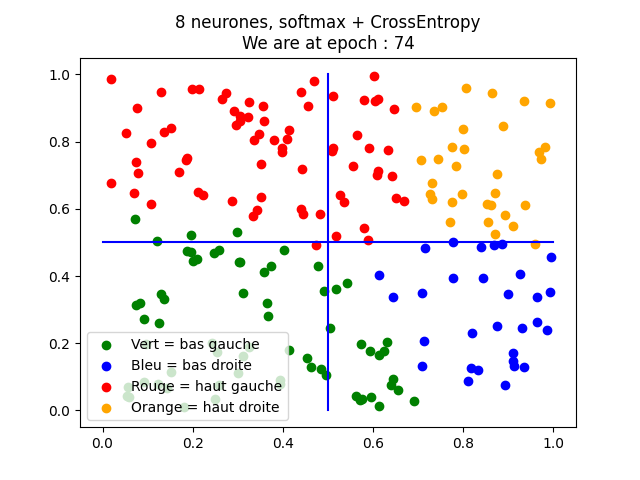 8 neurones, softmax + CrossEntropy
We are at epoch : 74
1.0
0.8
0.6
0.4
0.2
0.0
Vert = bas gauche
Bleu = bas droite
Rouge = haut gauche
Orange = haut droite
0.0 0.2 0.4 0.6 0.8 1.0